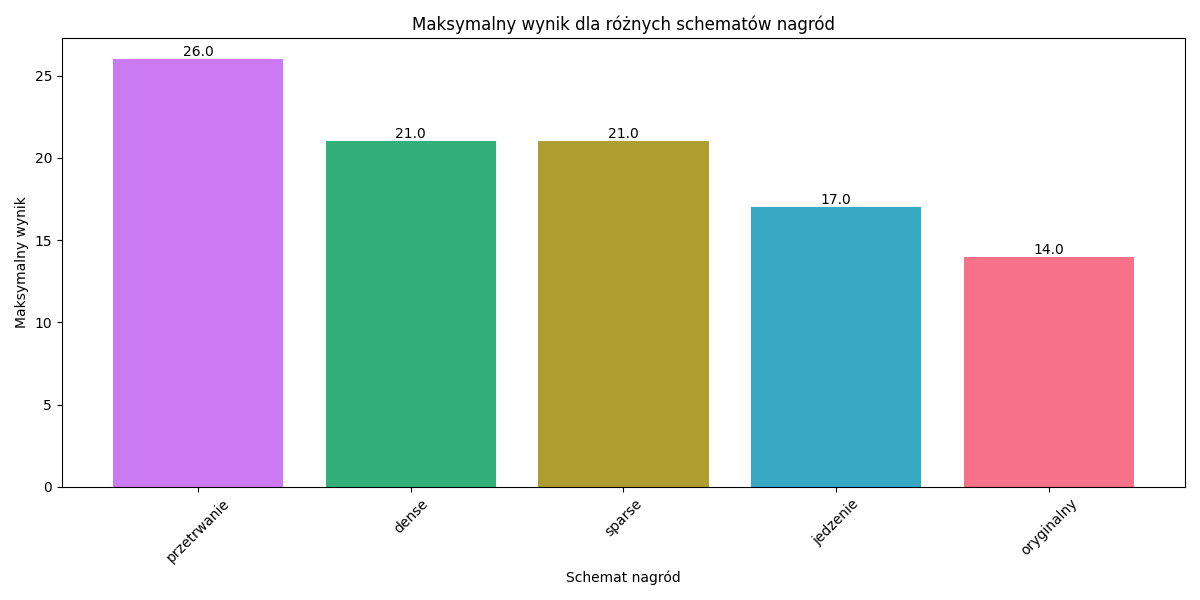 Maksymalny wynik dla różnych schematów nagród
Maksymalny wynik
25
20
15
10
5
0
26.0
21.0
21.0
17.0
14.0
przetrwanie
dense
sparse
jedzenie
oryginalny
Schemat nagród